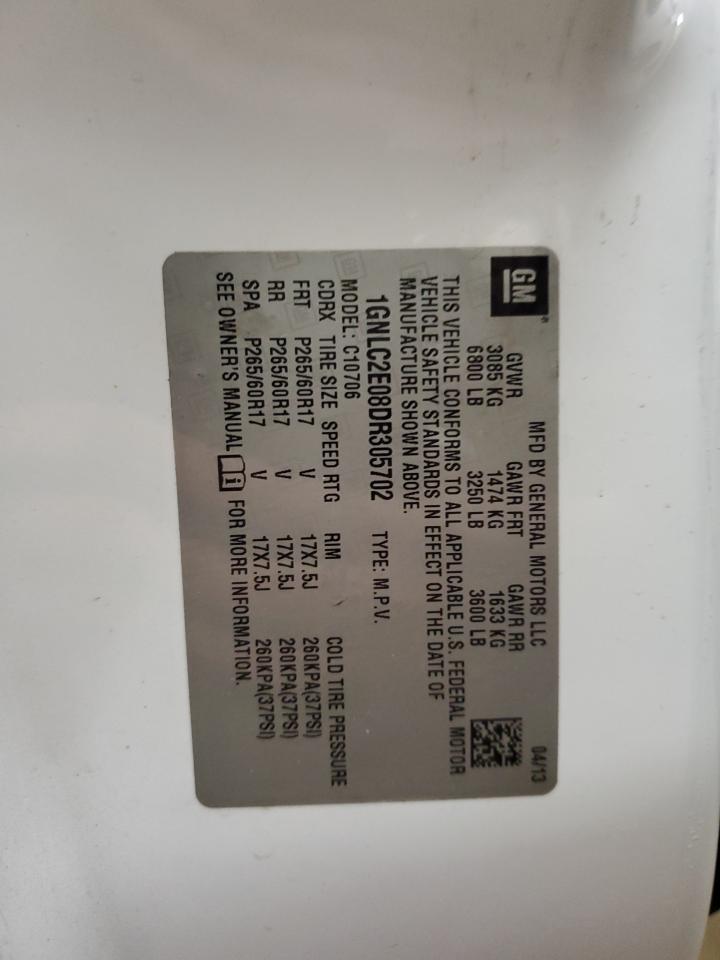 GM®
MFD BY GENERAL MOTORS LLC 04/13
GVWR GAWR FRT GAWR RR
3085 KG 1474 KG 1633 KG
6800 LB 3250 LB 3600 LB
THIS VEHICLE CONFORMS TO ALL APPLICABLE U.S. FEDERAL MOTOR
VEHICLE SAFETY STANDARDS IN EFFECT ON THE DATE OF
MANUFACTURE SHOWN ABOVE.
1GNLC2E08DR305702 TYPE: M.P.V.
MODEL: C10706
CDRX TIRE SIZE SPEED RTG RIM COLD TIRE PRESSURE
FRT P265/60R17 V 17X7.5J 260KPA(37PSI)
RR P265/60R17 V 17X7.5J 260KPA(37PSI)
SPA P265/60R17 V 17X7.5J 260KPA(37PSI)
SEE OWNER'S MANUAL FOR MORE INFORMATION.